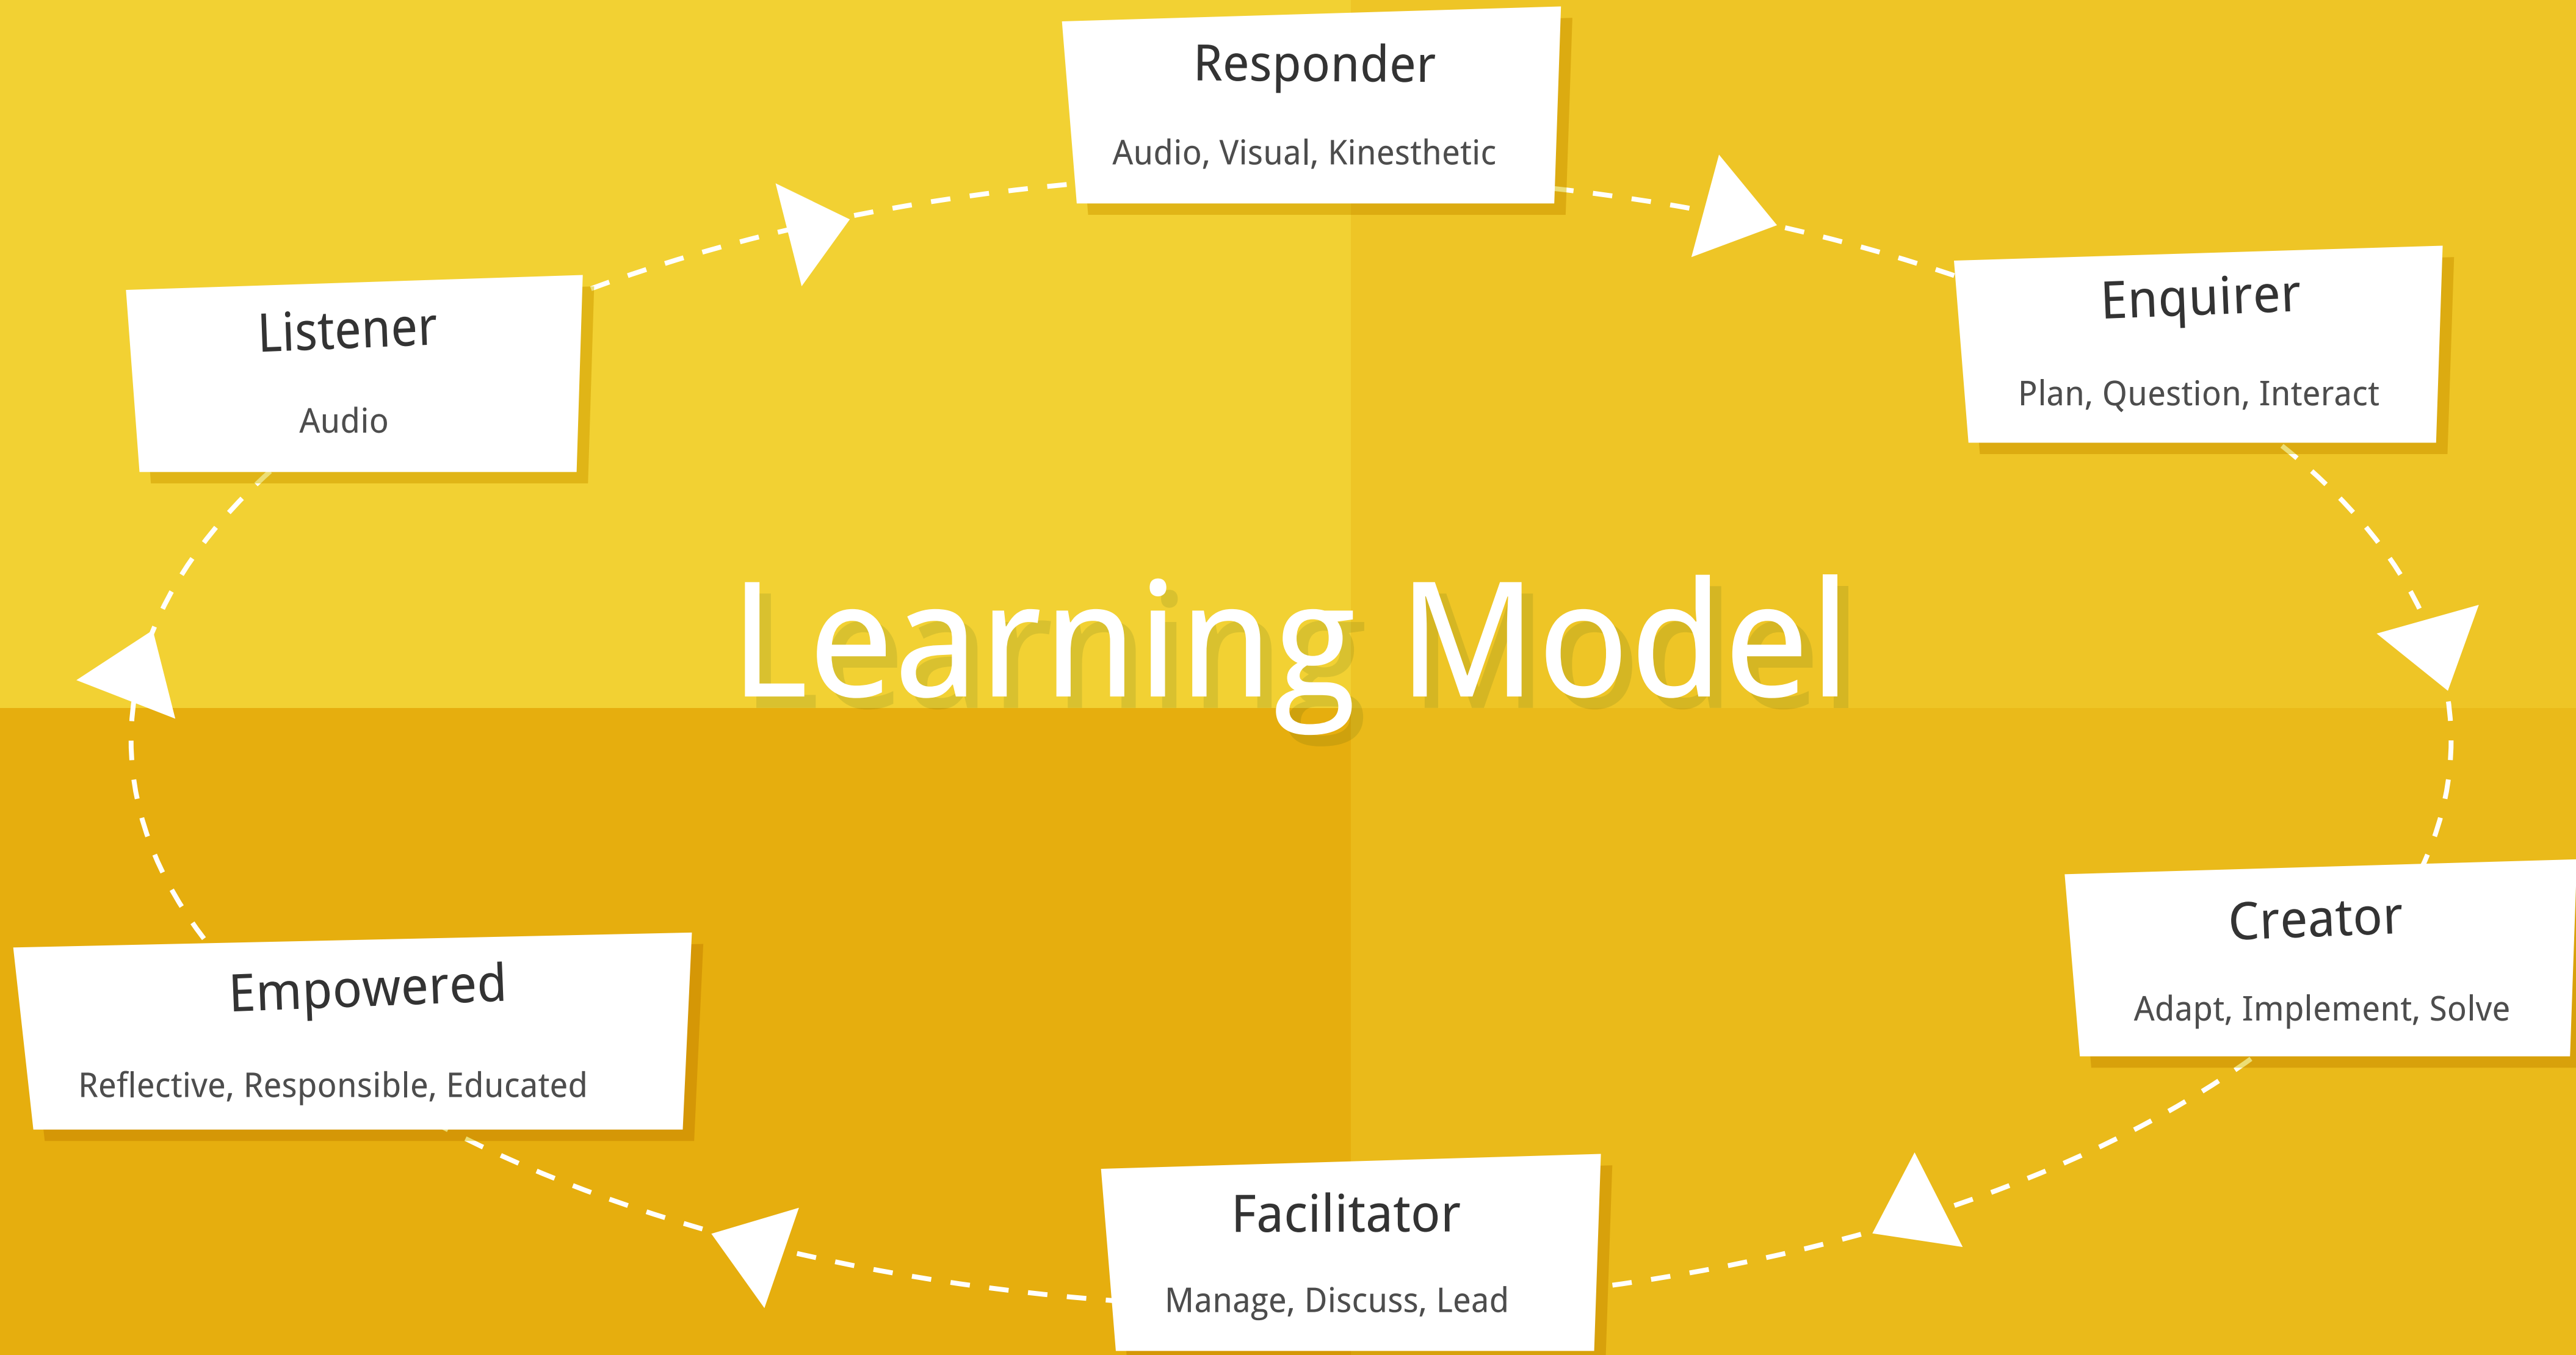 Responder
Audio, Visual, Kinesthetic
Enquirer
Plan, Question, Interact
Listener
Audio
Learning Model
Creator
Adapt, Implement, Solve
Empowered
Reflective, Responsible, Educated
Facilitator
Manage, Discuss, Lead